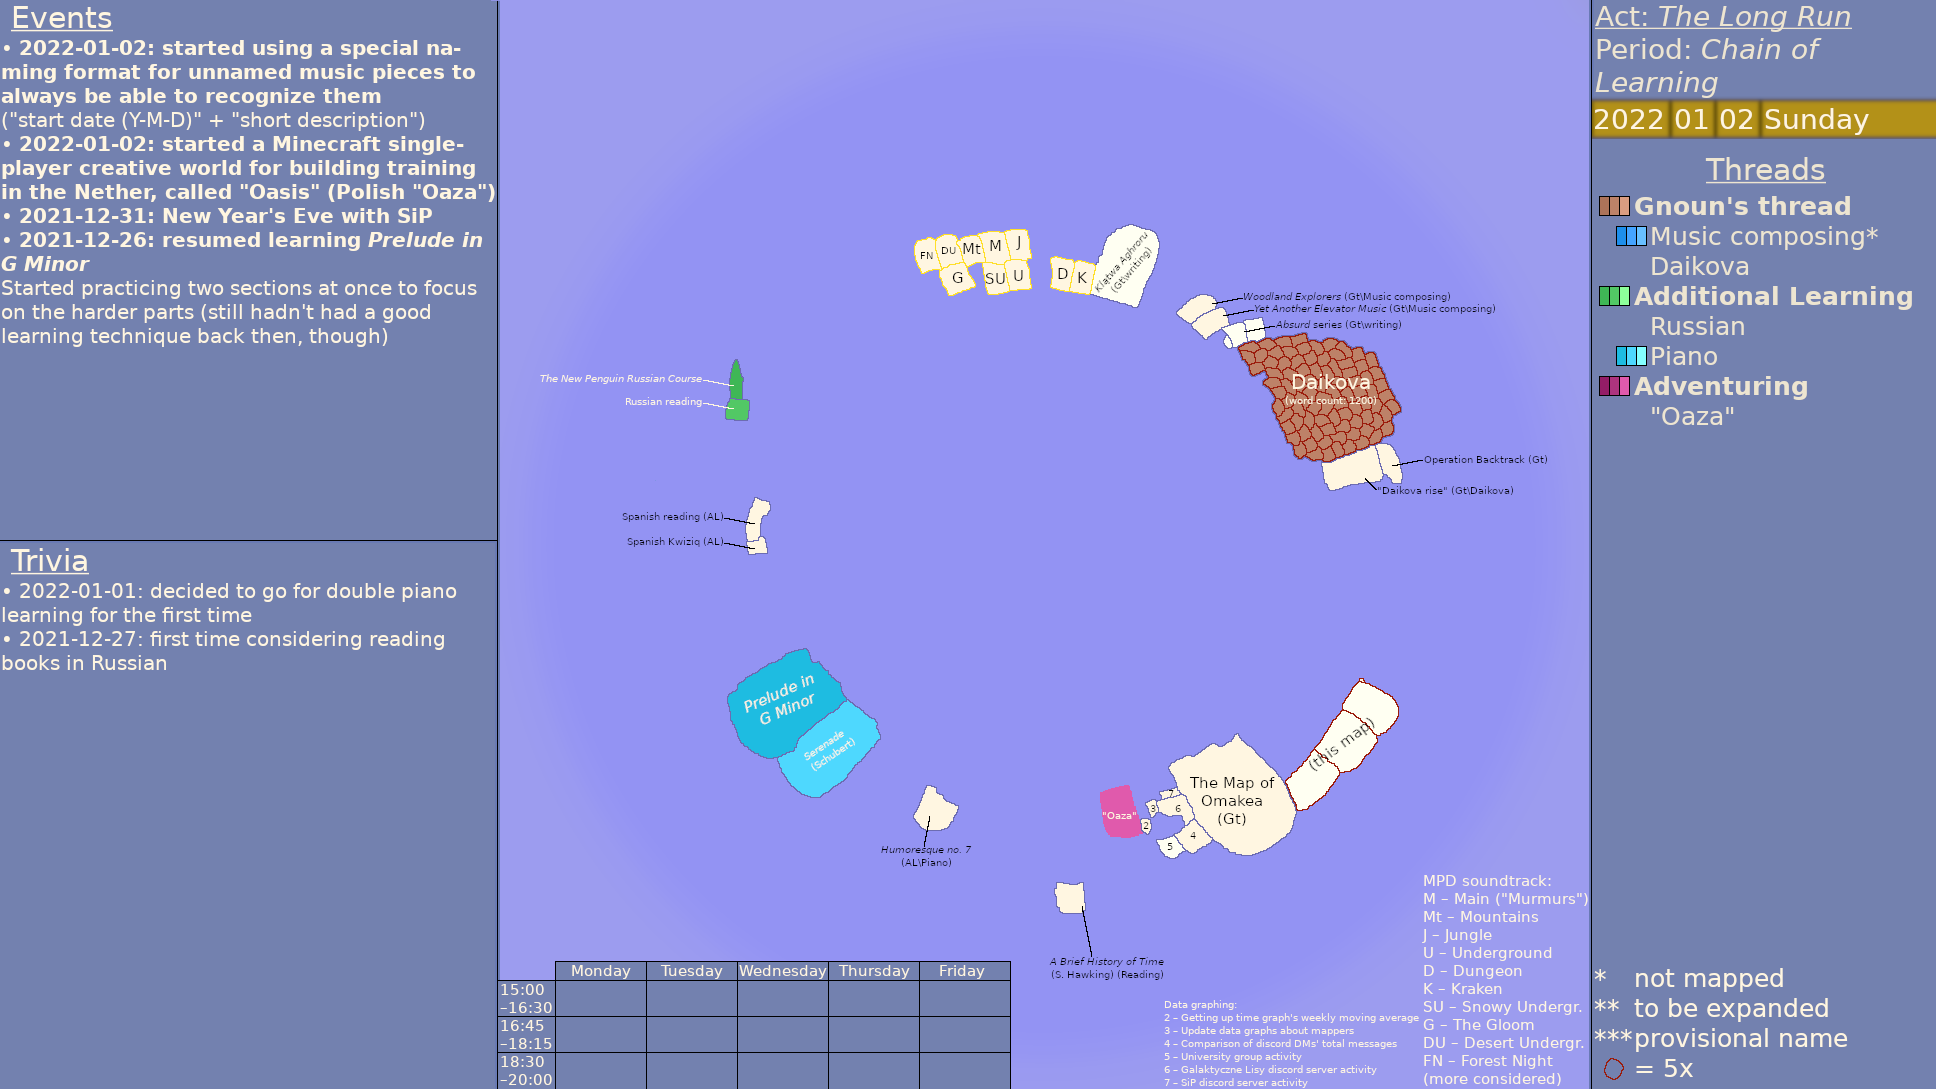 Events
• 2022-01-02: started using a special na-
ming format for unnamed music pieces to
always be able to recognize them
("start date (Y-M-D)" + "short description")
• 2022-01-02: started a Minecraft single-
player creative world for building training
in the Nether, called "Oasis" (Polish "Oaza")
• 2021-12-31: New Year's Eve with SiP
• 2021-12-26: resumed learning Prelude in
G Minor
Started practicing two sections at once to focus
on the harder parts (still hadn't had a good
learning technique back then, though)
Trivia
• 2022-01-01: decided to go for double piano
learning for the first time
• 2021-12-27: first time considering reading
books in Russian
FN
DU
Mt
M
J
G
SU
U
D
K
Klątwa Aghroru
(Gt\writing)
Woodland Explorers (Gt\Music composing)
Yet Another Elevator Music (Gt\Music composing)
Absurd series (Gt\writing)
Daikova
(word count: 1200)
Operation Backtrack (Gt)
"Daikova rise" (Gt\Daikova)
The New Penguin Russian Course
Russian reading
Spanish reading (AL)
Spanish Kwiziq (AL)
Prelude in
G Minor
Serenade
(Schubert)
Humoresque no. 7
(AL\Piano)
"Oaza"
7
3
6
2
4
5
The Map of
Omakea
(Gt)
(this map)
A Brief History of Time
(S. Hawking) (Reading)
Monday
Tuesday
Wednesday
Thursday
Friday
15:00
–16:30
16:45
–18:15
18:30
–20:00
Data graphing:
2 – Getting up time graph's weekly moving average
3 – Update data graphs about mappers
4 – Comparison of discord DMs' total messages
5 – University group activity
6 – Galaktyczne Lisy discord server activity
7 – SiP discord server activity
MPD soundtrack:
M – Main ("Murmurs")
Mt – Mountains
J – Jungle
U – Underground
D – Dungeon
K – Kraken
SU – Snowy Undergr.
G – The Gloom
DU – Desert Undergr.
FN – Forest Night
(more considered)
Act: The Long Run
Period: Chain of
Learning
2022 01 02 Sunday
Threads
Gnoun's thread
Music composing*
Daikova
Additional Learning
Russian
Piano
Adventuring
"Oaza"
* not mapped
** to be expanded
*** provisional name
= 5x